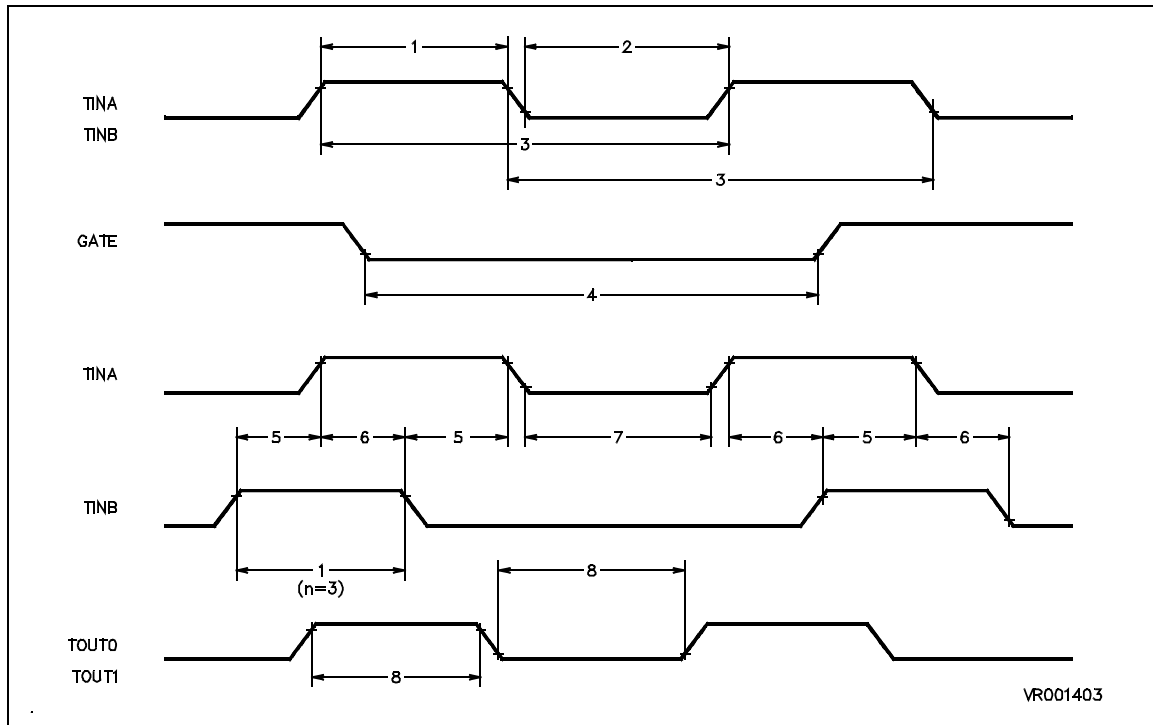 1 2
TINA
TINB
3
3
GATE
4
TINA
5 6 5 7 6 5 6
TINB
1
(n=3)
8
TOUT0
TOUT1
8
VR001403